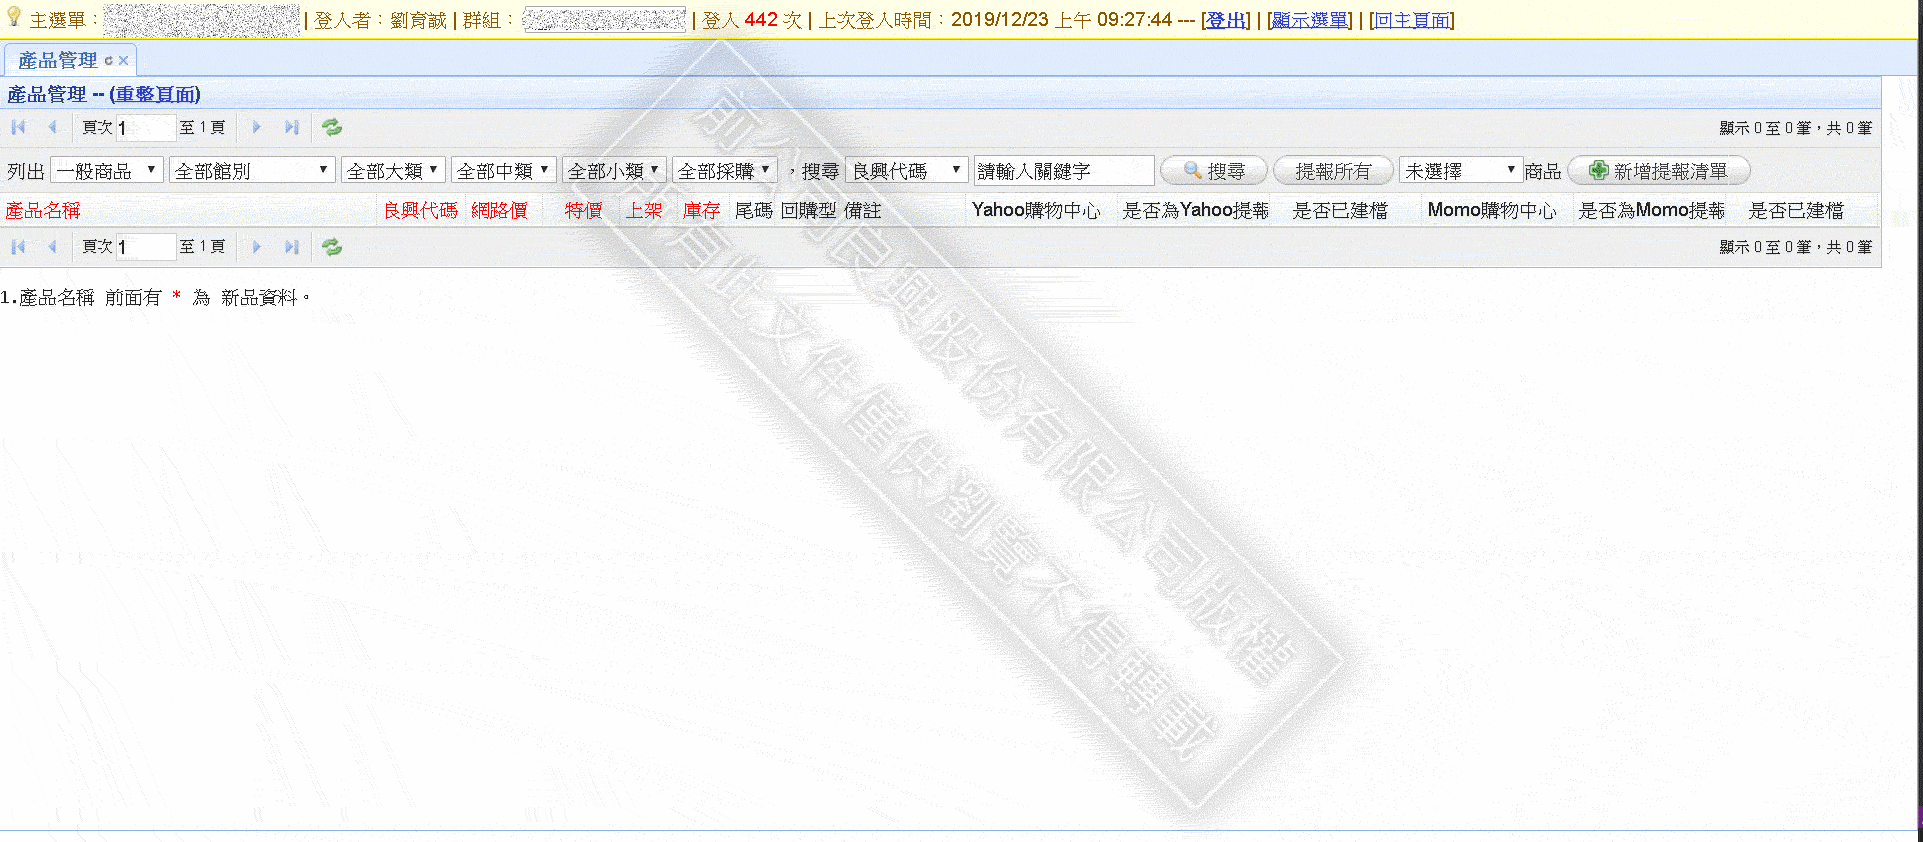 主選單： | 登入者：劉育誠 | 群組： | 登入 442 次 | 上次登入時間：2019/12/23 上午 09:27:44 --- [登出] | [顯示選單] | [回主頁面]
產品管理
產品管理 -- (重整頁面)
頁次 1 至 1 頁 顯示 0 至 0 筆，共 0 筆
列出 一般商品 全部館別 全部大類 全部中類 全部小類 全部採購 ，搜尋 良興代碼 請輸入關鍵字 搜尋 提報所有 未選擇 商品 新增提報清單
產品名稱 良興代碼 網路價 特價 上架 庫存 尾碼 回購型 備註 Yahoo購物中心 是否為Yahoo提報 是否已建檔 Momo購物中心 是否為Momo提報 是否已建檔
頁次 1 至 1 頁 顯示 0 至 0 筆，共 0 筆
1.產品名稱 前面有 * 為 新品資料。
前公司良興股份有限公司版權
所有此文件僅供瀏覽不得轉載